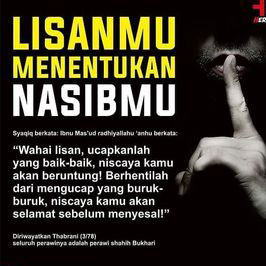 LISANMU
MENENTUKAN
NASIBMU
Syaqiq berkata: Ibnu Mas'ud radhiyallahu 'anhu berkata:
"Wahai lisan, ucapkanlah
yang baik-baik, niscaya kamu
akan beruntung! Berhentilah
dari mengucap yang buruk-
buruk, niscaya kamu akan
selamat sebelum menyesal!"
Diriwayatkan Thabrani (3/78)
seluruh perawinya adalah perawi shahih Bukhari